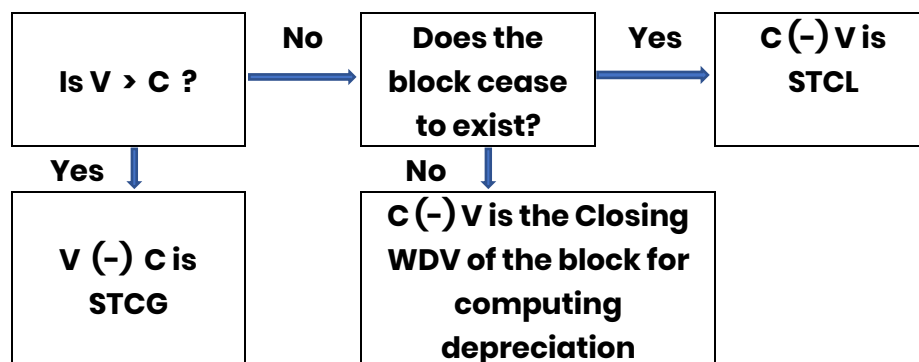 Is V > C ?
No
Does the
block cease
to exist?
Yes
C (-) V is
STCL
Yes
No
V (-) C is
STCG
C (-) V is the Closing
WDV of the block for
computing
depreciation